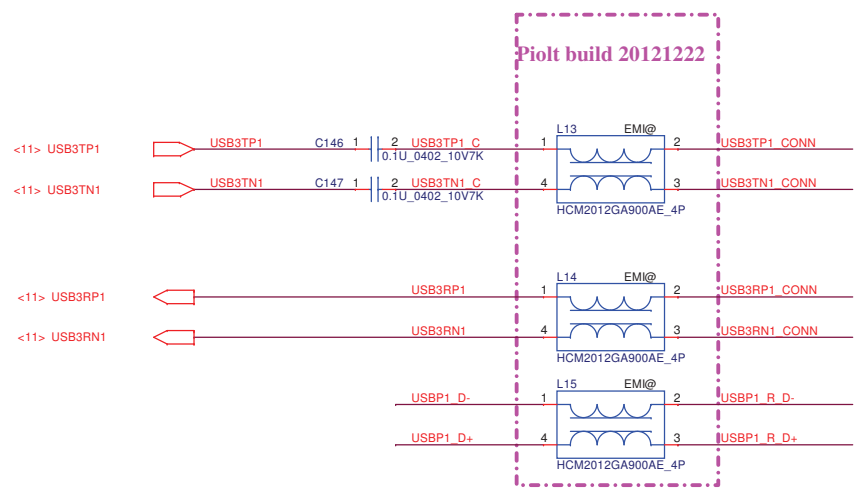 Piolt build 20121222
L13 EMI@
<11> USB3TP1 USB3TP1 C146 1 2 USB3TP1_C 1 2 USB3TP1_CONN
0.1U_0402_10V7K
<11> USB3TN1 USB3TN1 C147 1 2 USB3TN1_C 4 3 USB3TN1_CONN
0.1U_0402_10V7K
HCM2012GA900AE_4P
L14 EMI@
<11> USB3RP1 USB3RP1 1 2 USB3RP1_CONN
<11> USB3RN1 USB3RN1 4 3 USB3RN1_CONN
HCM2012GA900AE_4P
L15 EMI@
USBP1_D- 1 2 USBP1_R_D-
USBP1_D+ 4 3 USBP1_R_D+
HCM2012GA900AE_4P